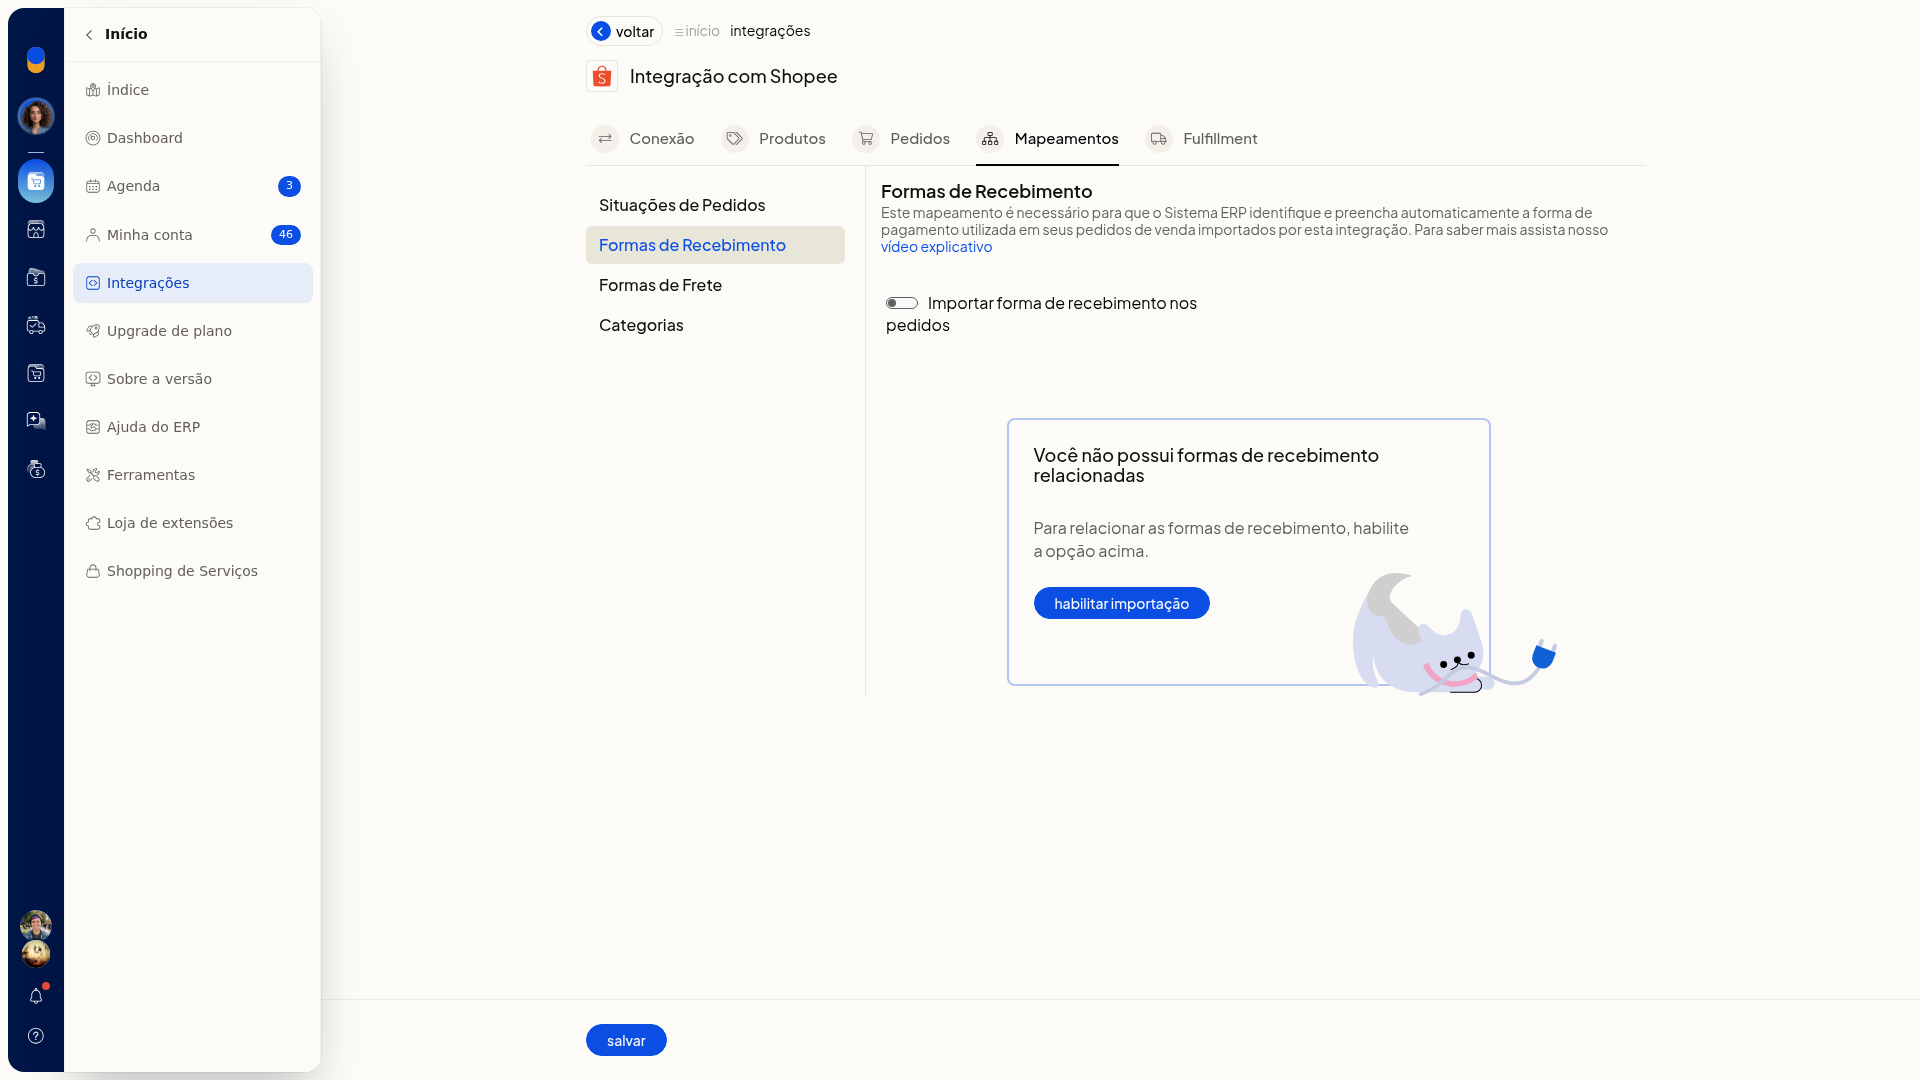 Início
Índice
Dashboard
Agenda
3
Minha conta
46
Integrações
Upgrade de plano
Sobre a versão
Ajuda do ERP
Ferramentas
Loja de extensões
Shopping de Serviços
voltar
início
integrações
Integração com Shopee
Conexão
Produtos
Pedidos
Mapeamentos
Fulfillment
Situações de Pedidos
Formas de Recebimento
Formas de Frete
Categorias
Formas de Recebimento
Este mapeamento é necessário para que o Sistema ERP identifique e preencha automaticamente a forma de
pagamento utilizada em seus pedidos de venda importados por esta integração. Para saber mais assista nosso
vídeo explicativo
Importar forma de recebimento nos
pedidos
Você não possui formas de recebimento
relacionadas
Para relacionar as formas de recebimento, habilite
a opção acima.
habilitar importação
salvar